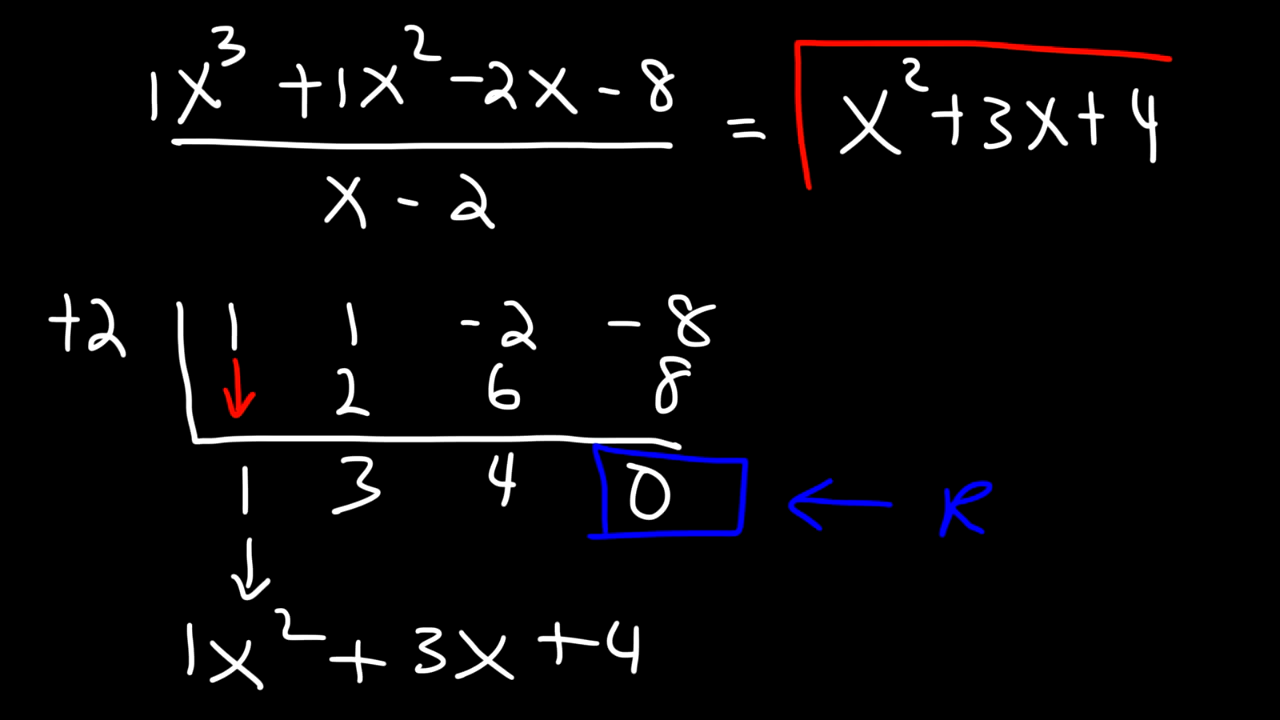 1x³ + 1x² - 2x - 8
x - 2
= x² + 3x + 4
+2 1 1 -2 -8
2 6 8
1 3 4 0 ← R
1x² + 3x + 4